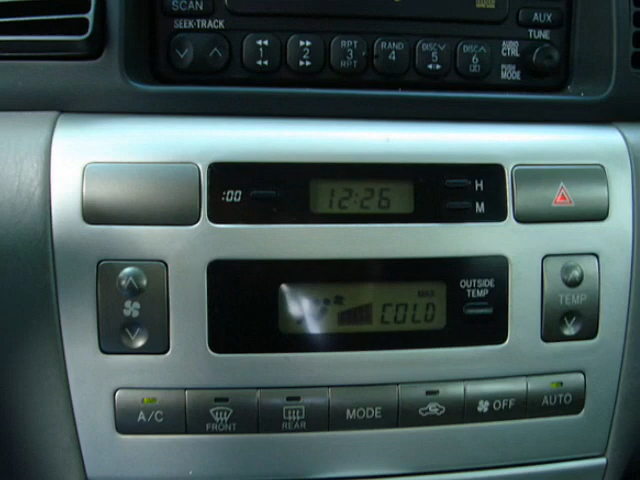 SCAN
AUX
SEEK·TRACK
TUNE
1
2
RPT
3
RPT
RAND
4
DISC
5
DISC
6
AUDIO
CTRL
PUSH
MODE
:00
12:26
H
M
MAX
COLD
OUTSIDE
TEMP
TEMP
A/C
FRONT
REAR
MODE
OFF
AUTO